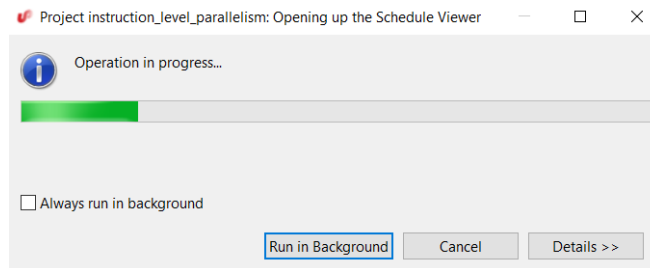 Project instruction_level_parallelism: Opening up the Schedule Viewer
Operation in progress...
Always run in background
Run in Background Cancel Details >>